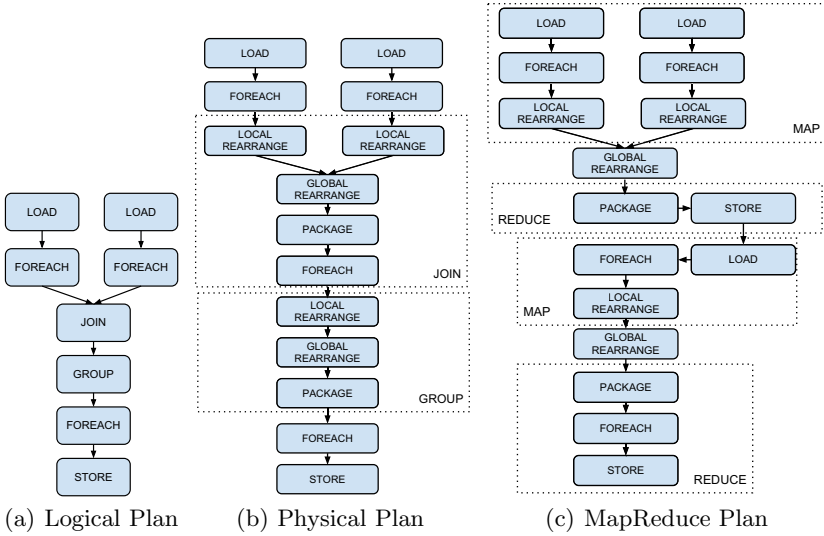 LOAD
LOAD
FOREACH
FOREACH
JOIN
GROUP
FOREACH
STORE
(a) Logical Plan
LOAD
LOAD
FOREACH
FOREACH
LOCAL
REARRANGE
LOCAL
REARRANGE
GLOBAL
REARRANGE
PACKAGE
FOREACH
JOIN
LOCAL
REARRANGE
GLOBAL
REARRANGE
PACKAGE
GROUP
FOREACH
STORE
(b) Physical Plan
LOAD
LOAD
FOREACH
FOREACH
LOCAL
REARRANGE
LOCAL
REARRANGE
MAP
GLOBAL
REARRANGE
REDUCE
PACKAGE
STORE
FOREACH
LOAD
LOCAL
REARRANGE
MAP
GLOBAL
REARRANGE
PACKAGE
FOREACH
STORE
REDUCE
(c) MapReduce Plan